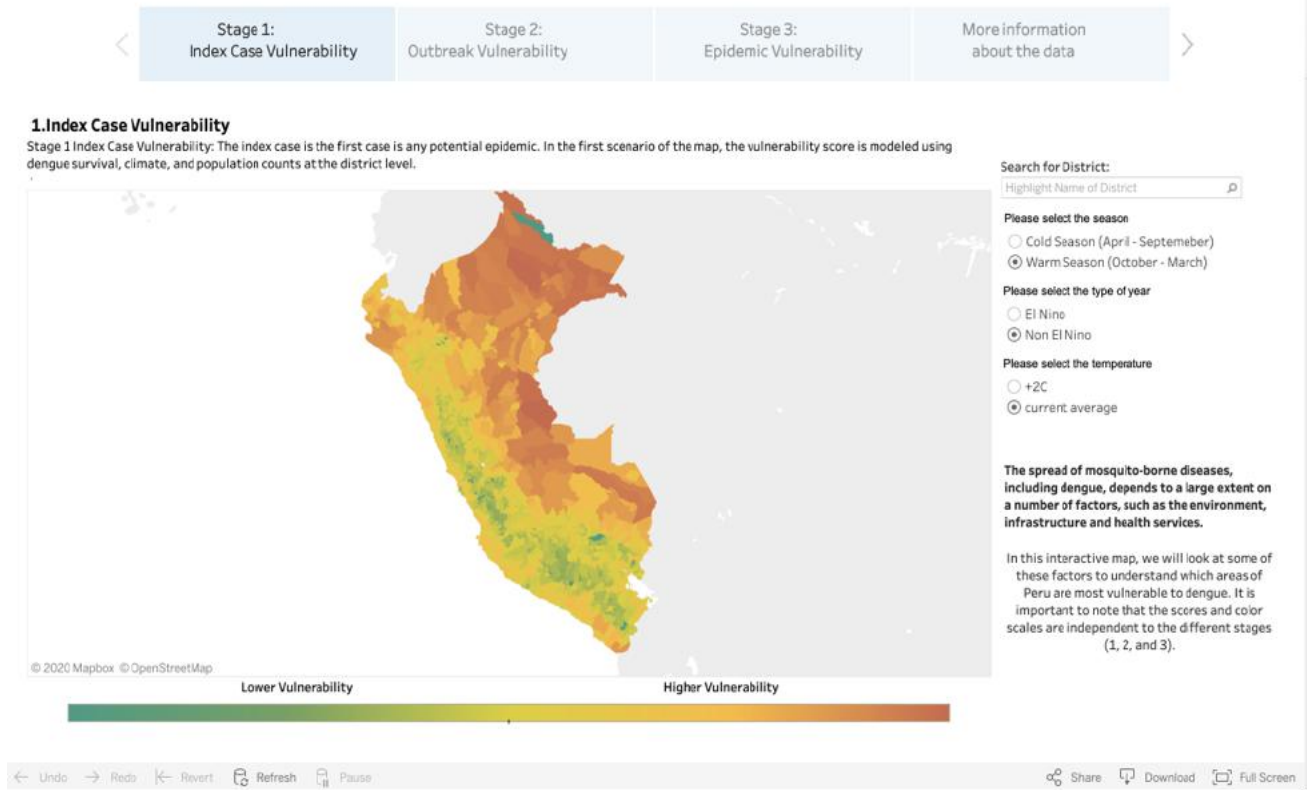 Stage 1:
Index Case Vulnerability
Stage 2:
Outbreak Vulnerability
Stage 3:
Epidemic Vulnerability
More information
about the data
1.Index Case Vulnerability
Stage 1 Index Case Vulnerability: The index case is the first case is any potential epidemic. In the first scenario of the map, the vulnerability score is modeled using
dengue survival, climate, and population counts at the district level.
Search for District:
Highlight Name of District
Please select the season
Cold Season (April - Septemeber)
Warm Season (October - March)
Please select the type of year
El Nino
Non El Nino
Please select the temperature
+2C
current average
The spread of mosquito-borne diseases,
including dengue, depends to a large extent on
a number of factors, such as the environment,
infrastructure and health services.
In this interactive map, we will look at some of
these factors to understand which areas of
Peru are most vulnerable to dengue. It is
important to note that the scores and color
scales are independent to the different stages
(1, 2, and 3).
© 2020 Mapbox © OpenStreetMap
Lower Vulnerability
Higher Vulnerability
Undo
Redo
Revert
Refresh
Pause
Share
Download
Full Screen